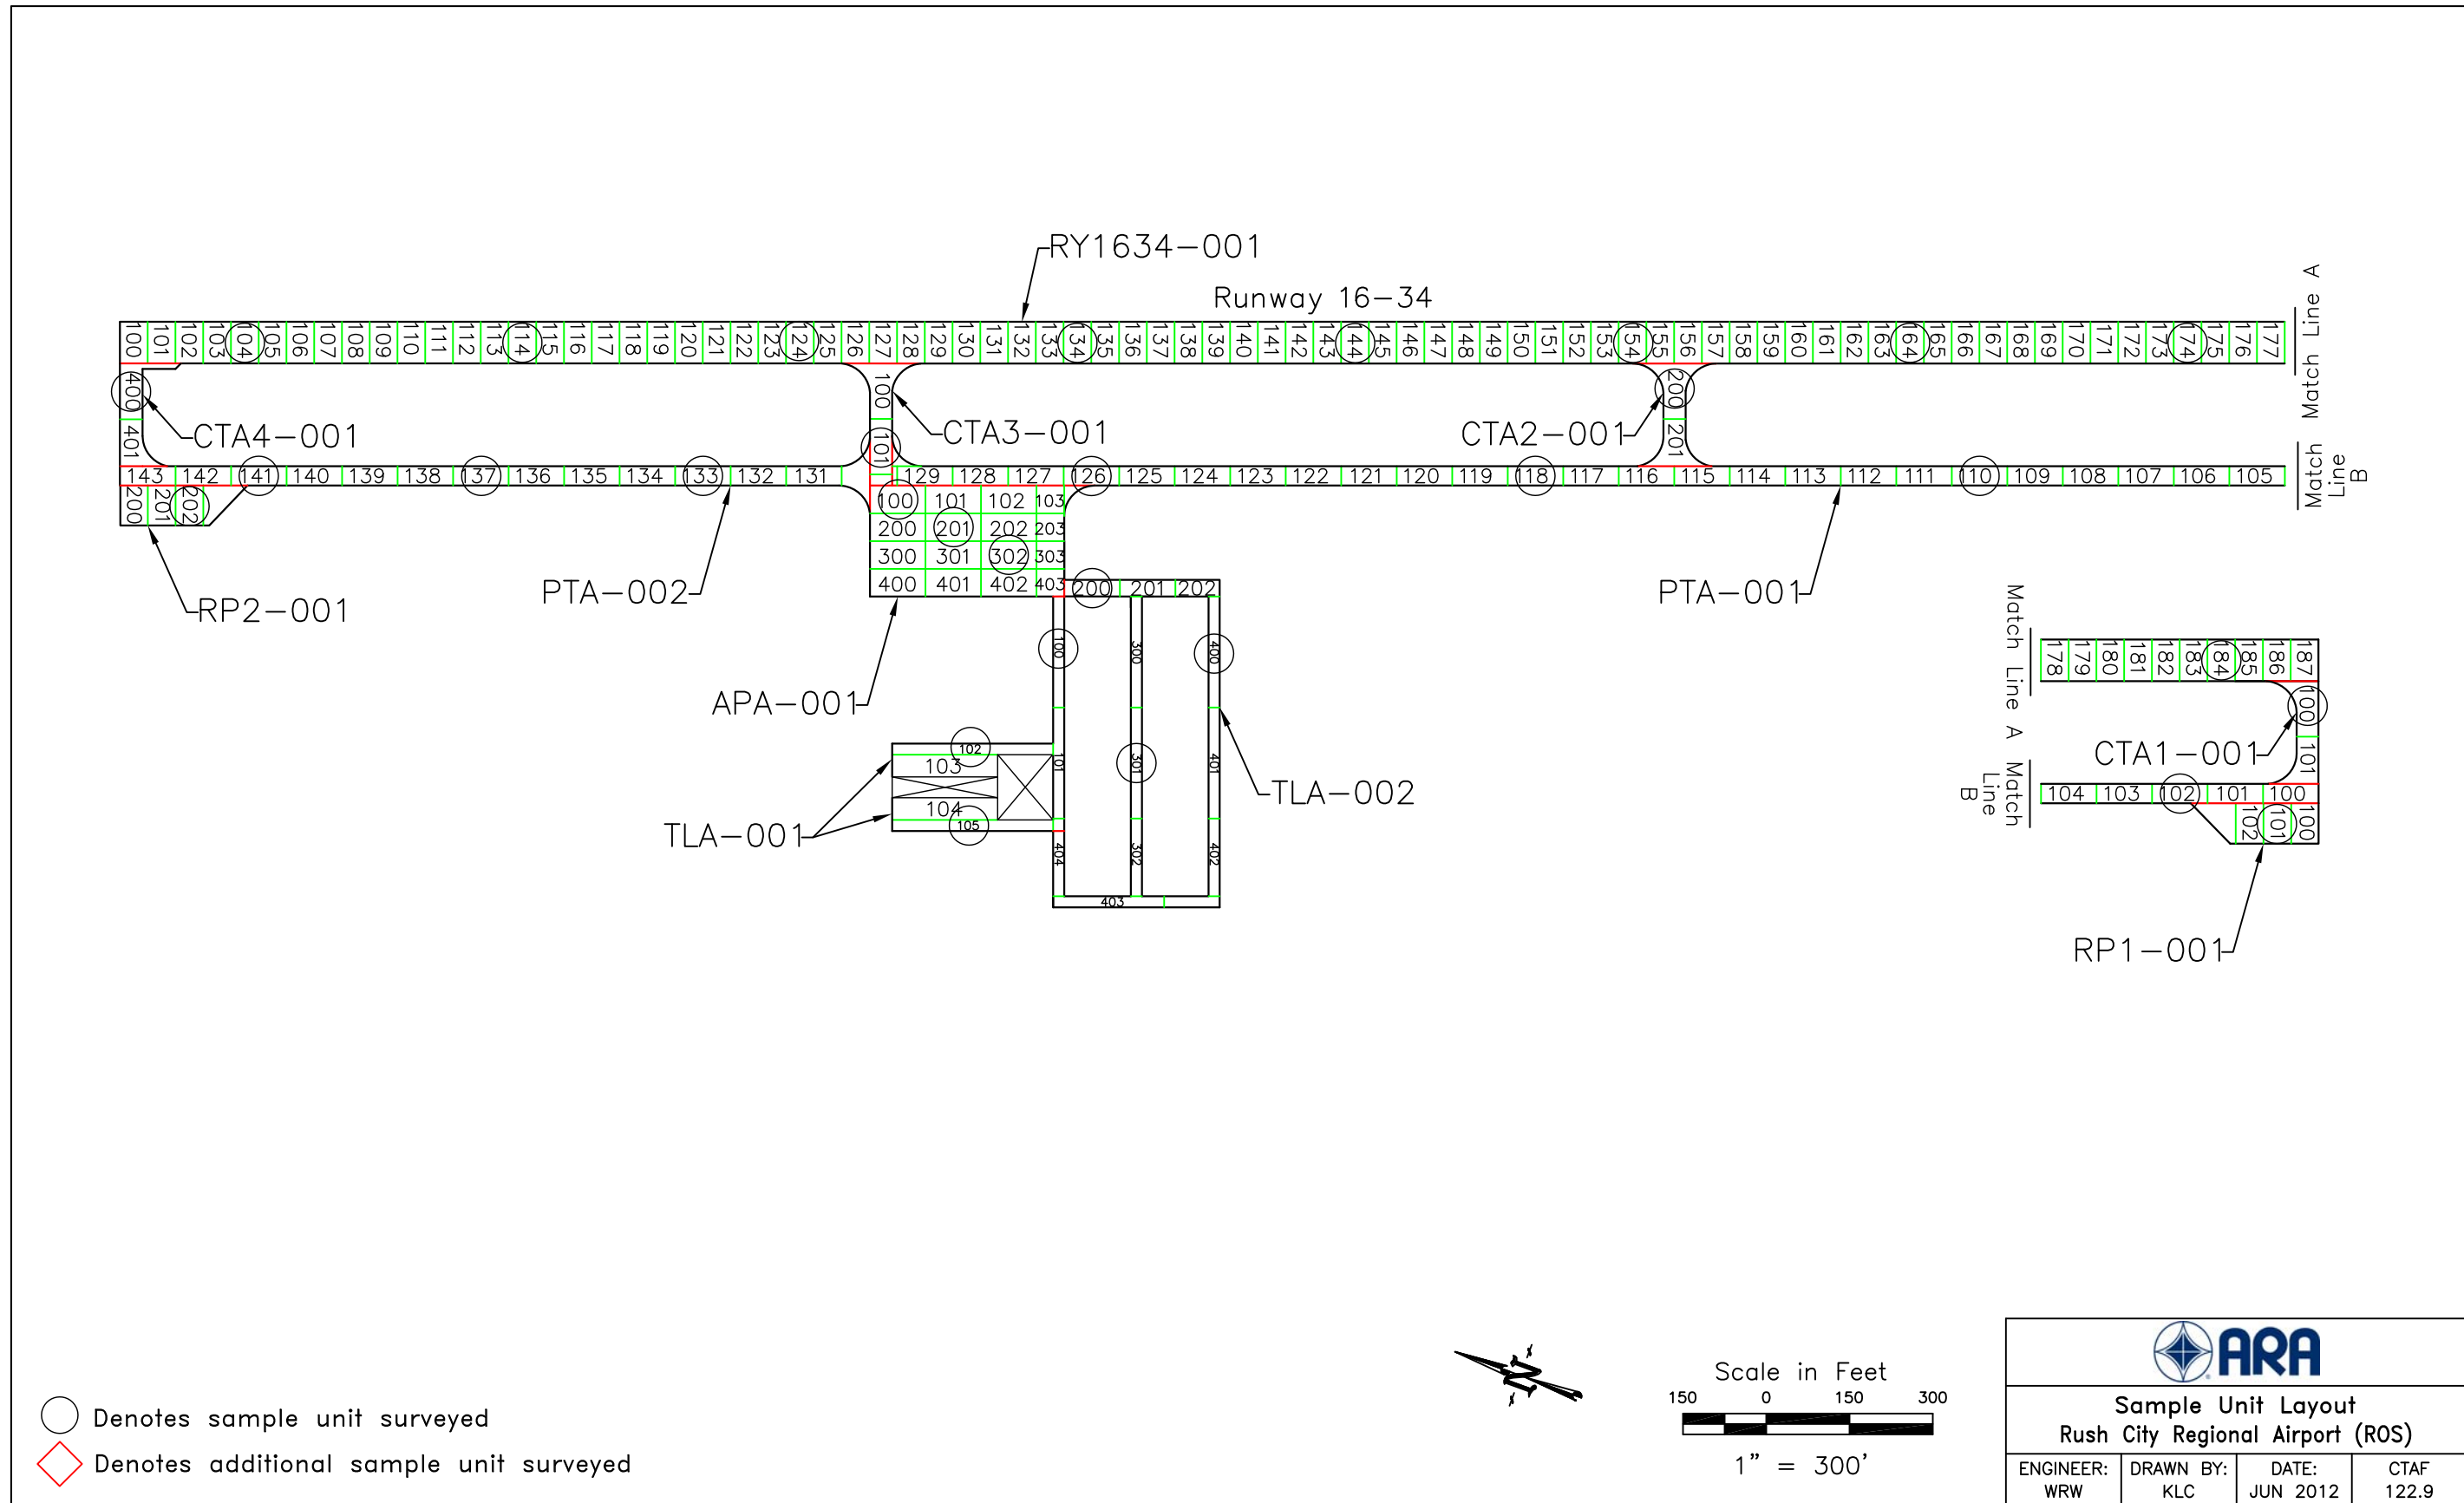 RY1634-001
Runway 16-34
Match Line A
100 101 102 103 104 105 106 107 108 109 110 111 112 113 114 115 116 117 118 119 120 121 122 123 124 125 126 127 128 129 130 131 132 133 134 135 136 137 138 139 140 141 142 143 144 145 146 147 148 149 150 151 152 153 154 155 156 157 158 159 160 161 162 163 164 165 166 167 168 169 170 171 172 173 174 175 176 177
400 100 200
CTA4-001 CTA3-001 CTA2-001
401 101 201
143 142 141 140 139 138 137 136 135 134 133 132 131 129 128 127 126 125 124 123 122 121 120 119 118 117 116 115 114 113 112 111 110 109 108 107 106 105
Match
Line
B
200 201 202
100 101 102 103
200 201 202 203
300 301 302 303
400 401 402 403
200 201 202
RP2-001
PTA-002
PTA-001
APA-001
100 300 400
101 301 401
102
103
104
105
TLA-001
TLA-002
404 302 402
403
Match Line A
178 179 180 181 182 183 184 185 186 187
100
CTA1-001
101
Match
Line
B
104 103 102 101 100
102 101 100
RP1-001
Denotes sample unit surveyed
Denotes additional sample unit surveyed
N
Scale in Feet
150 0 150 300
1" = 300'
ARA
Sample Unit Layout
Rush City Regional Airport (ROS)
ENGINEER: DRAWN BY: DATE: CTAF
WRW KLC JUN 2012 122.9